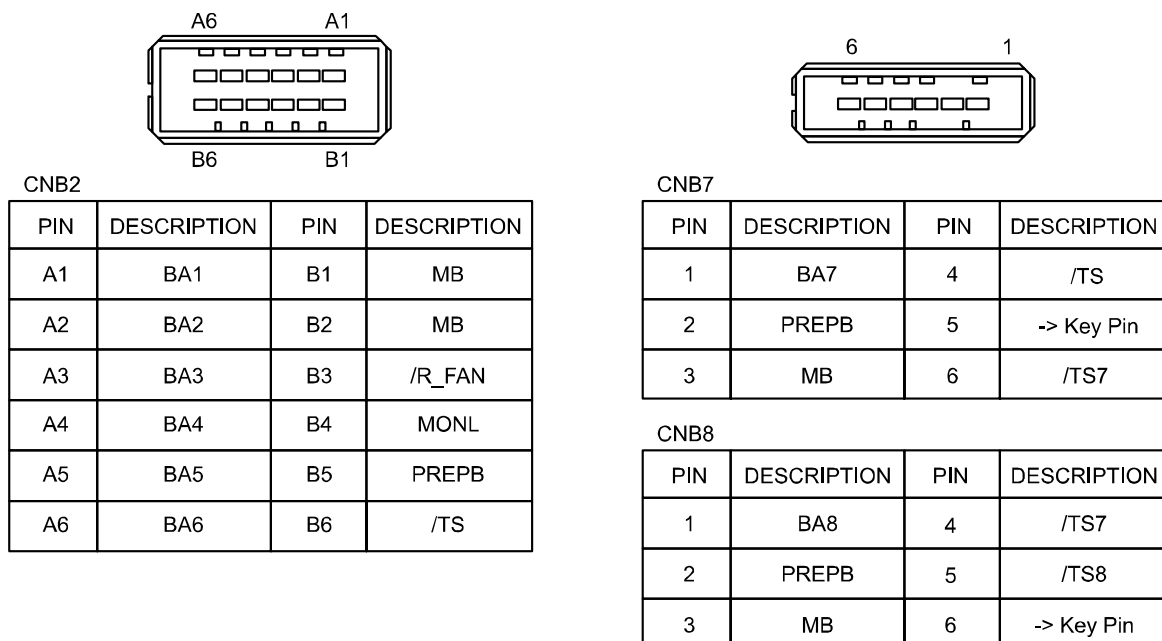 A6 A1
B6 B1
CNB2
PIN DESCRIPTION PIN DESCRIPTION
A1 BA1 B1 MB
A2 BA2 B2 MB
A3 BA3 B3 /R_FAN
A4 BA4 B4 MONL
A5 BA5 B5 PREPB
A6 BA6 B6 /TS
6 1
CNB7
PIN DESCRIPTION PIN DESCRIPTION
1 BA7 4 /TS
2 PREPB 5 -> Key Pin
3 MB 6 /TS7
CNB8
PIN DESCRIPTION PIN DESCRIPTION
1 BA8 4 /TS7
2 PREPB 5 /TS8
3 MB 6 -> Key Pin